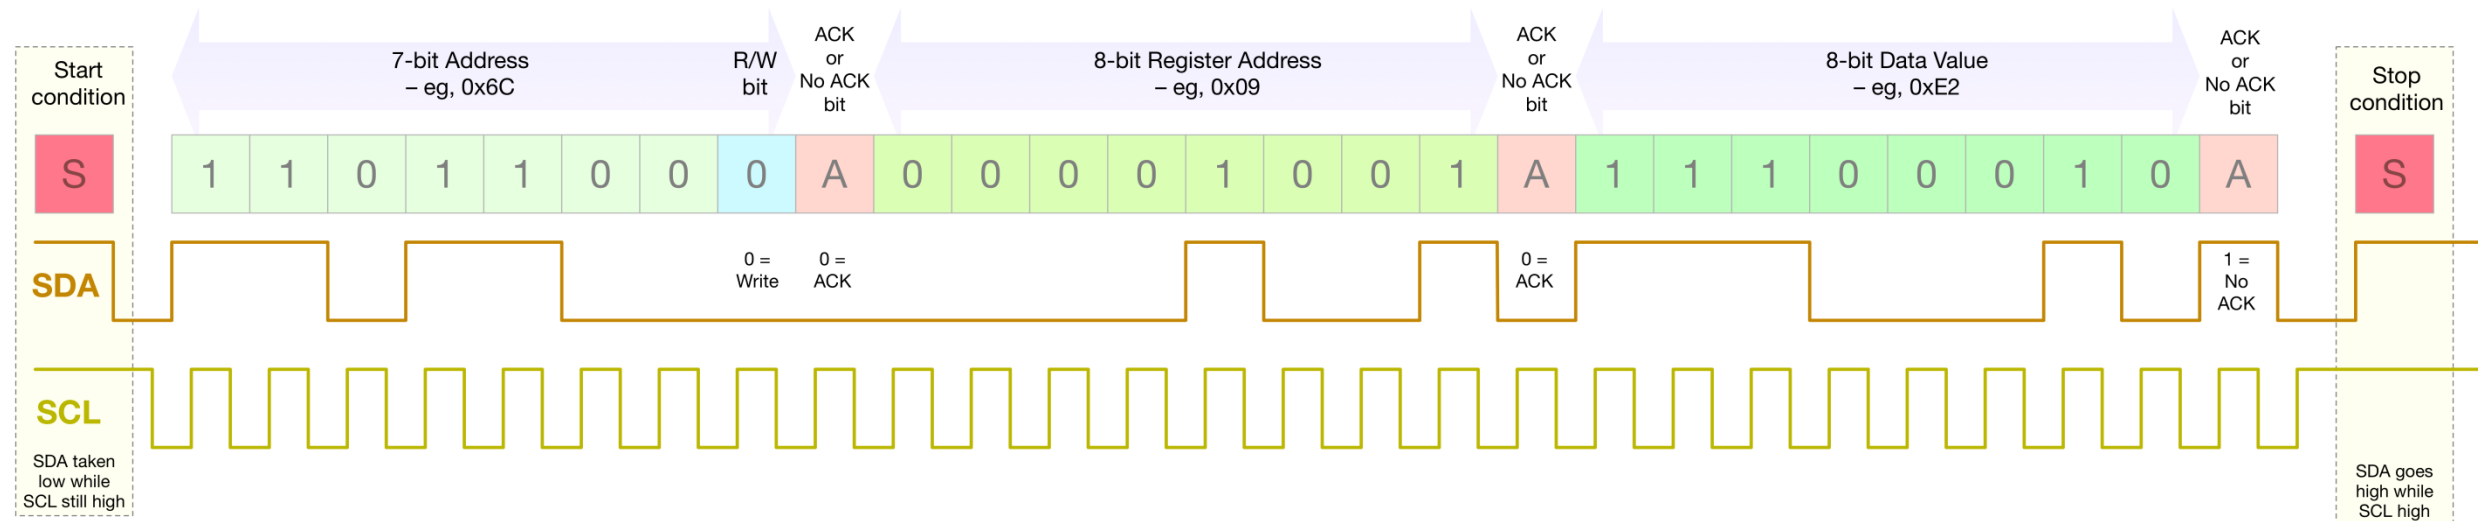 Start
condition
7-bit Address
– eg, 0x6C
R/W
bit
ACK
or
No ACK
bit
8-bit Register Address
– eg, 0x09
ACK
or
No ACK
bit
8-bit Data Value
– eg, 0xE2
ACK
or
No ACK
bit
Stop
condition
S 1 1 0 1 1 0 0 0 A 0 0 0 0 1 0 0 1 A 1 1 1 0 0 0 1 0 A S
SDA
0 =
Write
0 =
ACK
0 =
ACK
1 =
No
ACK
SCL
SDA taken
low while
SCL still high
SDA goes
high while
SCL high